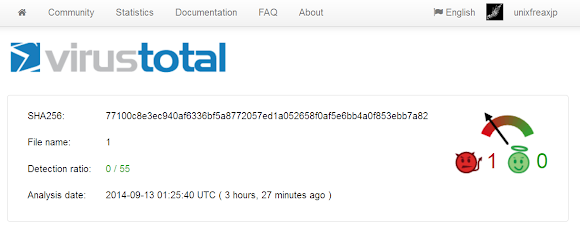 Community Statistics Documentation FAQ About English unixfreaxjp
virustotal
SHA256: 77100c8e3ec940af6336bf5a8772057ed1a052658f0af5e6bb4a0f853ebb7a82
File name: 1
Detection ratio: 0 / 55
Analysis date: 2014-09-13 01:25:40 UTC ( 3 hours, 27 minutes ago )
1 0